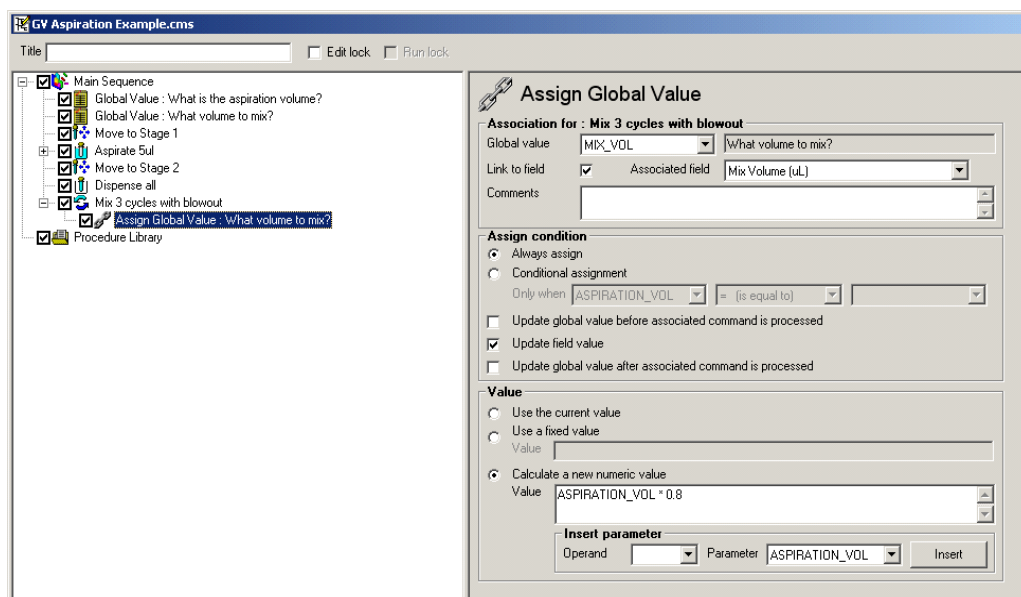 GV Aspiration Example.cms
Title Edit lock Run lock
Main Sequence
Global Value : What is the aspiration volume?
Global Value : What volume to mix?
Move to Stage 1
Aspirate 5ul
Move to Stage 2
Dispense all
Mix 3 cycles with blowout
Assign Global Value : What volume to mix?
Procedure Library
Assign Global Value
Association for : Mix 3 cycles with blowout
Global value MIX_VOL What volume to mix?
Link to field Associated field Mix Volume (uL)
Comments
Assign condition
Always assign
Conditional assignment
Only when ASPIRATION_VOL = (is equal to)
Update global value before associated command is processed
Update field value
Update global value after associated command is processed
Value
Use the current value
Use a fixed value
Value
Calculate a new numeric value
Value ASPIRATION_VOL * 0.8
Insert parameter
Operand Parameter ASPIRATION_VOL Insert